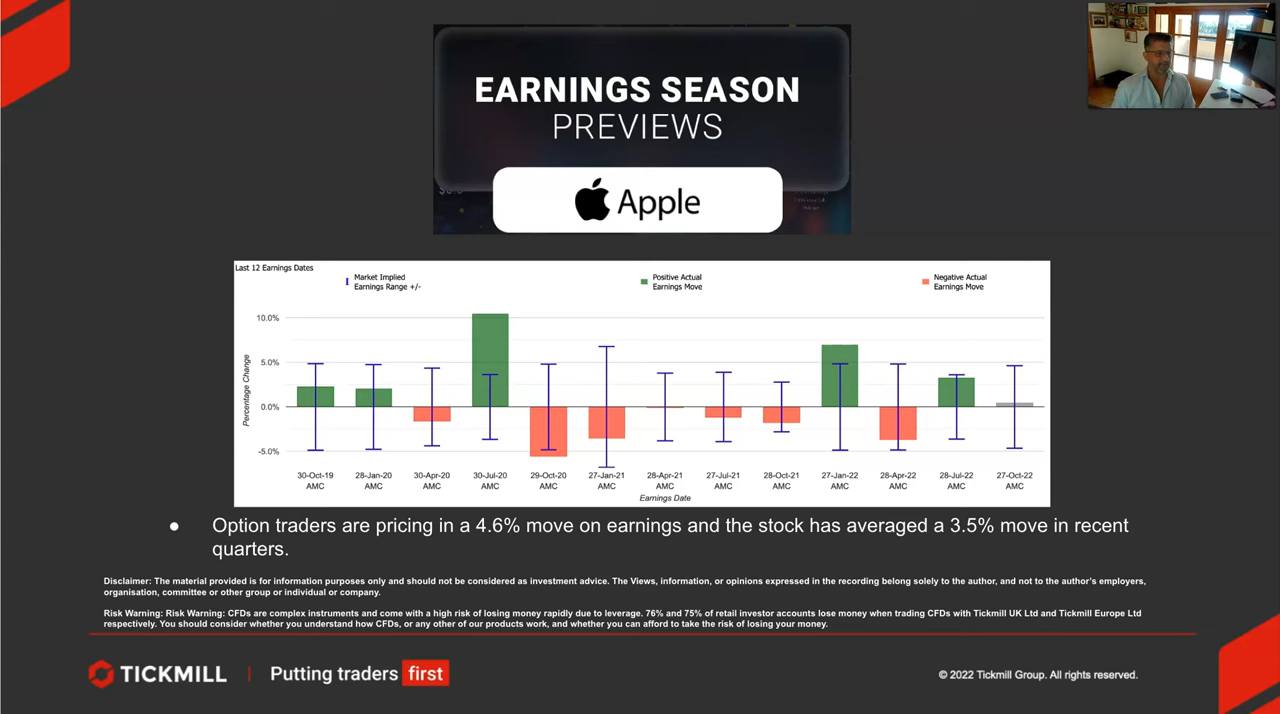 EARNINGS SEASON
PREVIEWS
Apple
Last 12 Earnings Dates
Market Implied
Earnings Range +/-
Positive Actual
Earnings Move
Negative Actual
Earnings Move
Percentage Change
10.0%
5.0%
0.0%
-5.0%
30-Oct-19 28-Jan-20 30-Apr-20 30-Jul-20 29-Oct-20 27-Jan-21 28-Apr-21 27-Jul-21 28-Oct-21 27-Jan-22 28-Apr-22 28-Jul-22 27-Oct-22
AMC AMC AMC AMC AMC AMC AMC AMC AMC AMC AMC AMC AMC
Earnings Date
● Option traders are pricing in a 4.6% move on earnings and the stock has averaged a 3.5% move in recent
quarters.
Disclaimer: The material provided is for information purposes only and should not be considered as investment advice. The Views, information, or opinions expressed in the recording belong solely to the author, and not to the author's employers,
organisation, committee or other group or individual or company.
Risk Warning: Risk Warning: CFDs are complex instruments and come with a high risk of losing money rapidly due to leverage. 76% and 75% of retail investor accounts lose money when trading CFDs with Tickmill UK Ltd and Tickmill Europe Ltd
respectively. You should consider whether you understand how CFDs, or any other of our products work, and whether you can afford to take the risk of losing your money.
TICKMILL | Putting traders first
© 2022 Tickmill Group. All rights reserved.